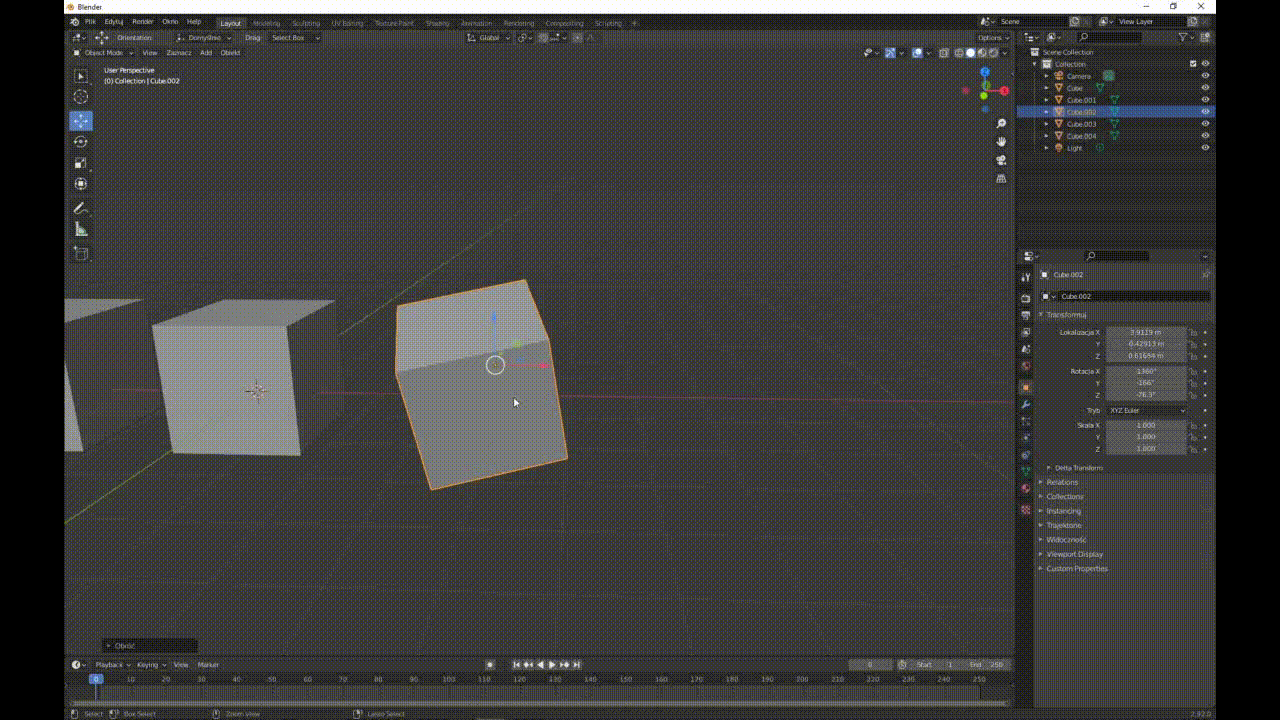 Blender
Plik Edytuj Render Okno Help Layout Modeling Sculpting UV Editing Texture Paint Shading Animation Rendering Compositing Scripting + Scene View Layer
Orientation: Domyślnie Drag: Select Box Global Options
Object Mode View Zaznacz Add Obiekt
User Perspective
(0) Collection | Cube.002
Scene Collection
Collection
Camera
Cube
Cube.001
Cube.002
Cube.003
Cube.004
Light
Cube.002
Cube.002
Transformuj
Lokalizacja X 3.9119 m
Y 0.42913 m
Z 0.61654 m
Rotacja X 1360°
Y -166°
Z -76.3°
Tryb XYZ Euler
Skala X 1.000
Y 1.000
Z 1.000
Delta Transform
Relations
Collections
Instancing
Trajektorie
Widoczność
Viewport Display
Custom Properties
Obróć
Playback Keying View Marker 0 Start 1 End 250
0 10 20 30 40 50 60 70 80 90 100 110 120 130 140 150 160 170 180 190 200 210 220 230 240 250
Select Box Select Zoom View Lasso Select 2.92.0